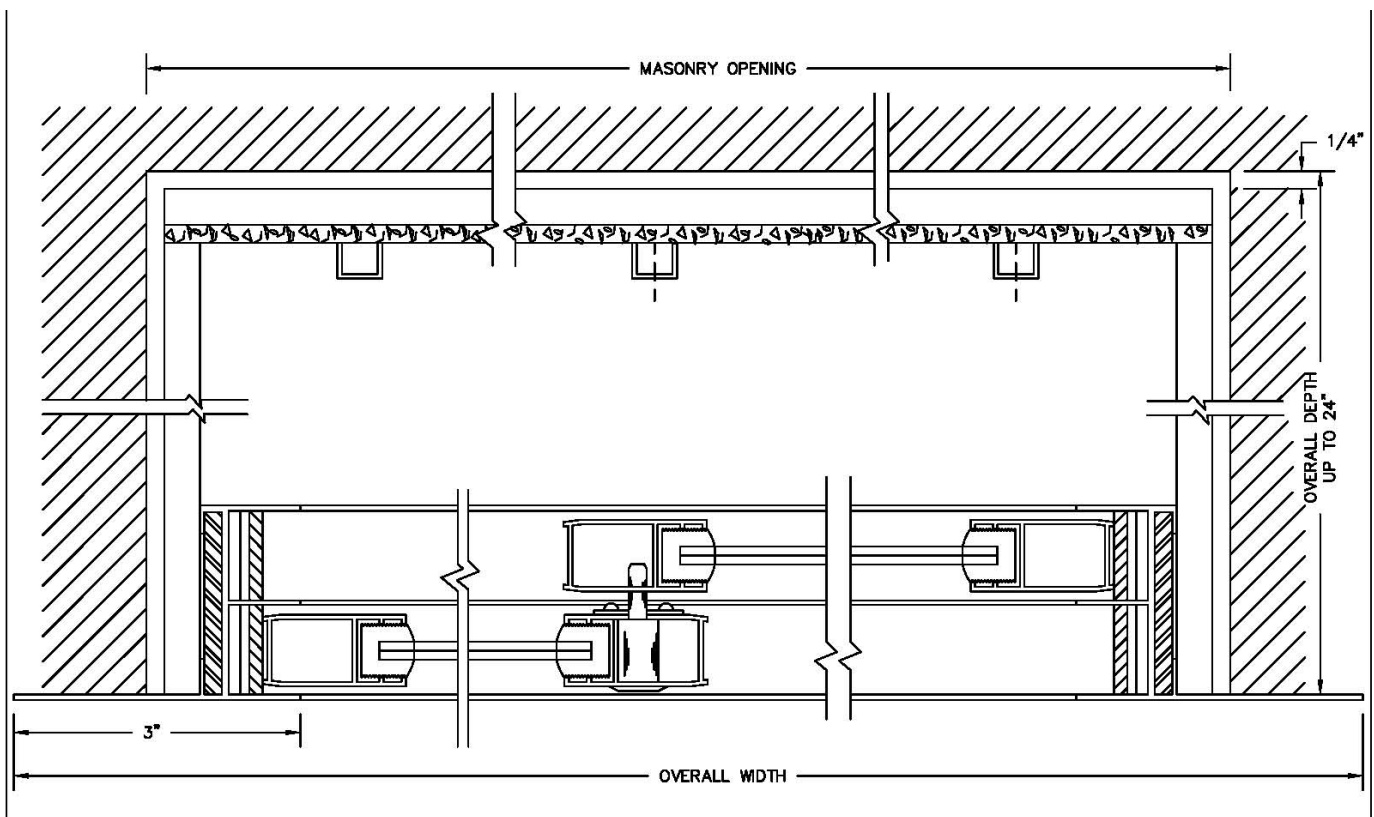 MASONRY OPENING
1/4"
OVERALL DEPTH
UP TO 24"
3"
OVERALL WIDTH